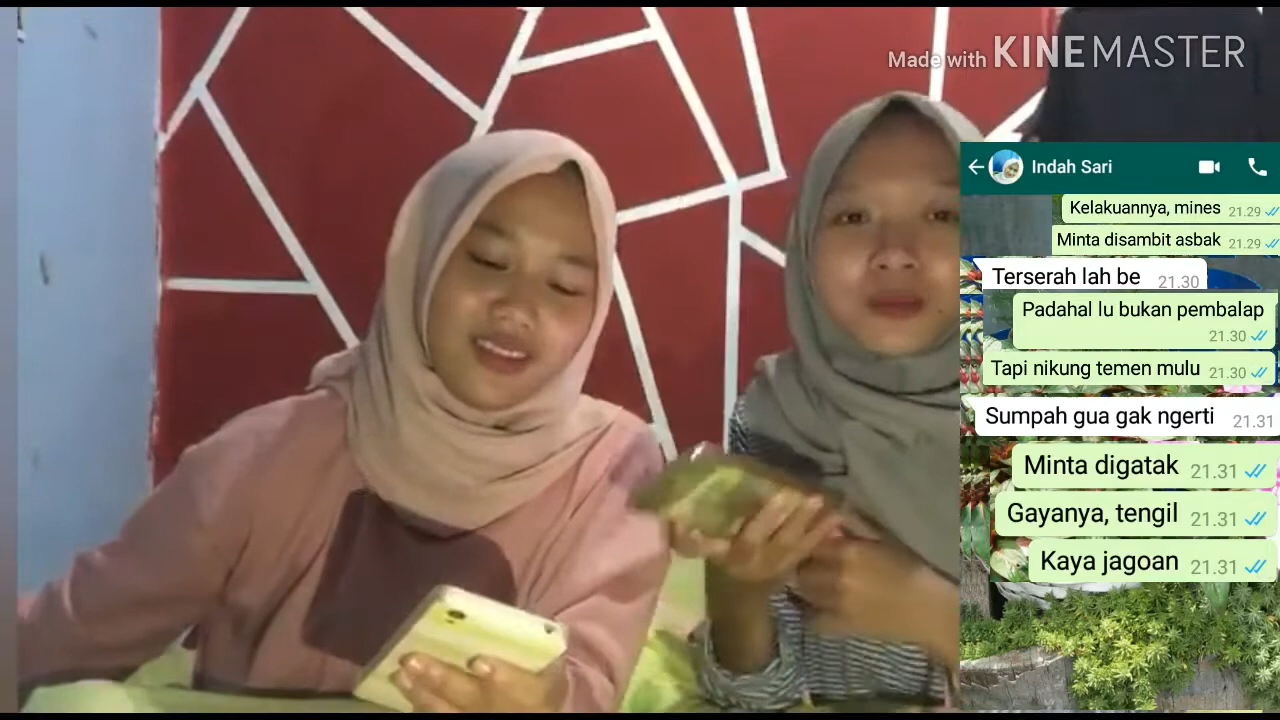 Made with KINEMASTER
Indah Sari
Kelakuannya, mines 21.29
Minta disambit asbak 21.29
Terserah lah be 21.30
Padahal lu bukan pembalap
21.30
Tapi nikung temen mulu 21.30
Sumpah gua gak ngerti 21.31
Minta digatak 21.31
Gayanya, tengil 21.31
Kaya jagoan 21.31